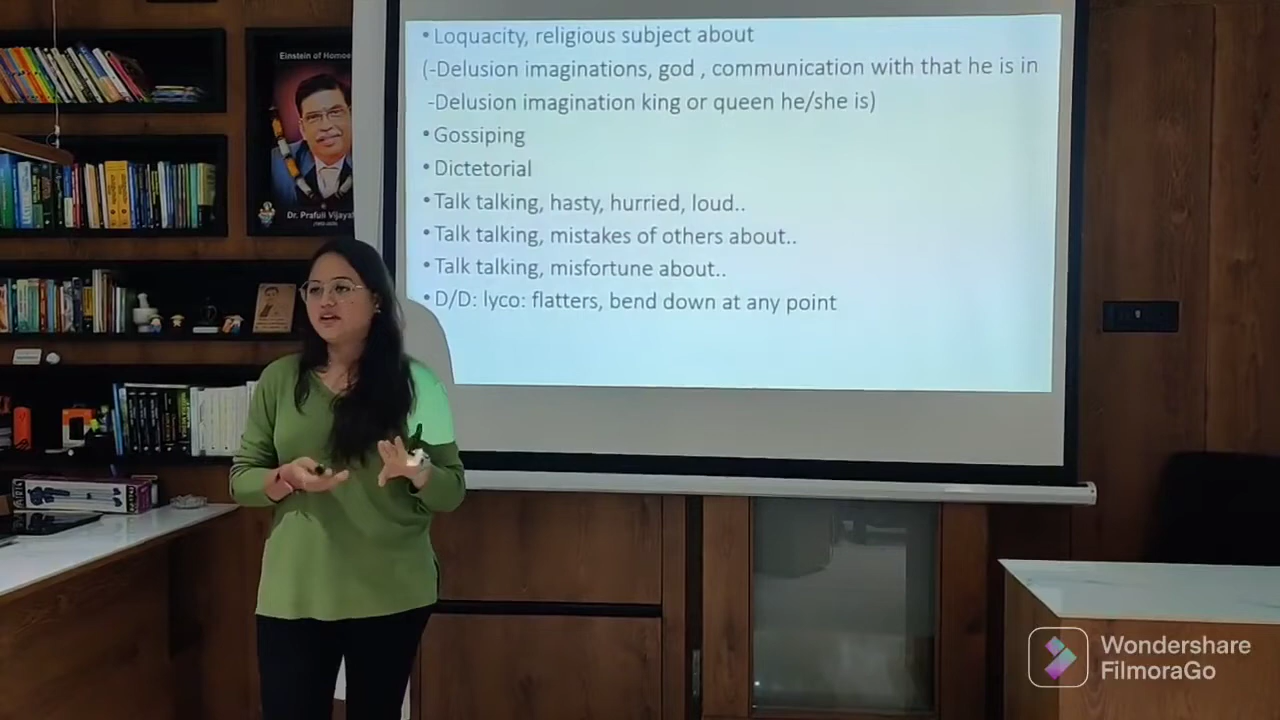 • Loquacity, religious subject about
(-Delusion imaginations, god , communication with that he is in
-Delusion imagination king or queen he/she is)
• Gossiping
• Dictetorial
• Talk talking, hasty, hurried, loud..
• Talk talking, mistakes of others about..
• Talk talking, misfortune about..
• D/D: lyco: flatters, bend down at any point
Einstein of Homoe
Dr. Prafull Vijaya
Wondershare
FilmoraGo